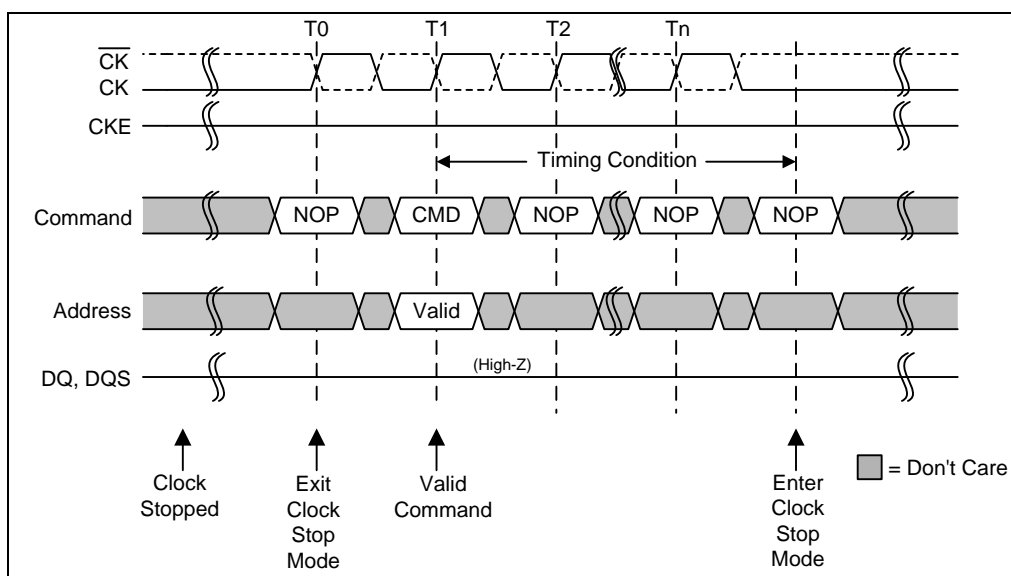 T0 T1 T2 Tn
CK
CK
CKE
Timing Condition
Command NOP CMD NOP NOP NOP
Address Valid
(High-Z)
DQ, DQS
= Don't Care
Clock
Stopped
Exit
Clock
Stop
Mode
Valid
Command
Enter
Clock
Stop
Mode